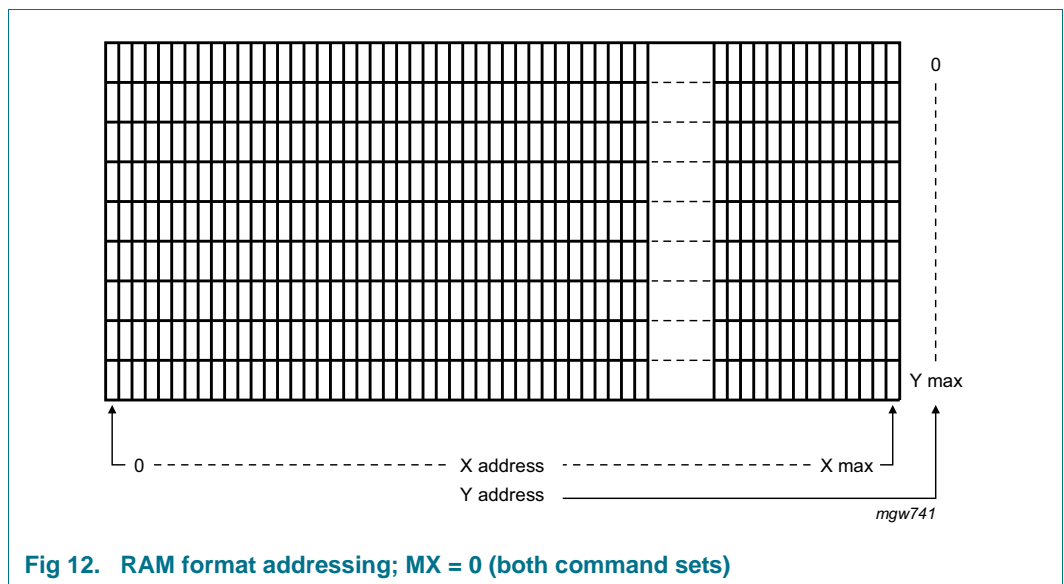 0
Y max
0 X address X max
Y address
mgw741
Fig 12. RAM format addressing; MX = 0 (both command sets)